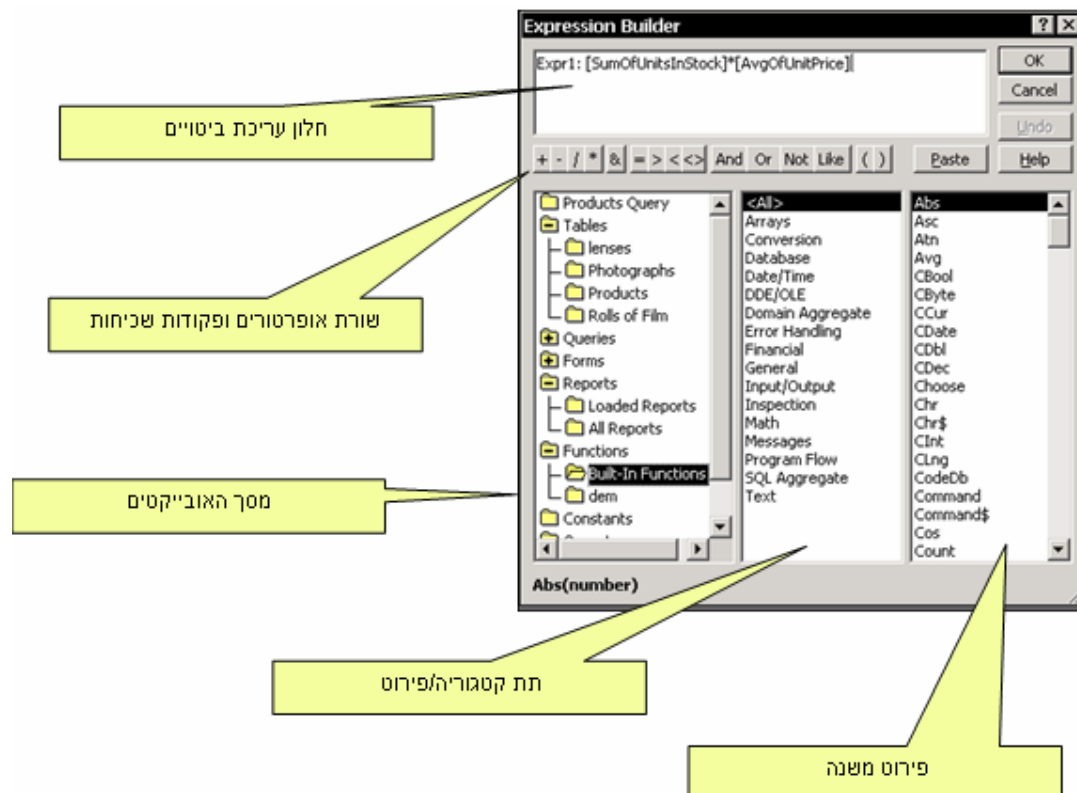 Expression Builder
Expr1: [SumOfUnitsInStock]*[AvgOfUnitPrice]
OK
Cancel
Undo
חלון עריכת ביטויים
+ - / * & = > < <> And Or Not Like ( ) Paste Help
Products Query
Tables
lenses
Photographs
Products
Rolls of Film
Queries
Forms
Reports
Loaded Reports
All Reports
Functions
Built-In Functions
dem
Constants
<All>
Arrays
Conversion
Database
Date/Time
DDE/OLE
Domain Aggregate
Error Handling
Financial
General
Input/Output
Inspection
Math
Messages
Program Flow
SQL Aggregate
Text
Abs
Asc
Atn
Avg
CBool
CByte
CCur
CDate
CDbl
CDec
Choose
Chr
Chr$
CInt
CLng
CodeDb
Command
Command$
Cos
Count
שורת אופרטורים ופקודות שכיחות
מסך האובייקטים
Abs(number)
תת קטגוריה/פירוט
פירוט משנה